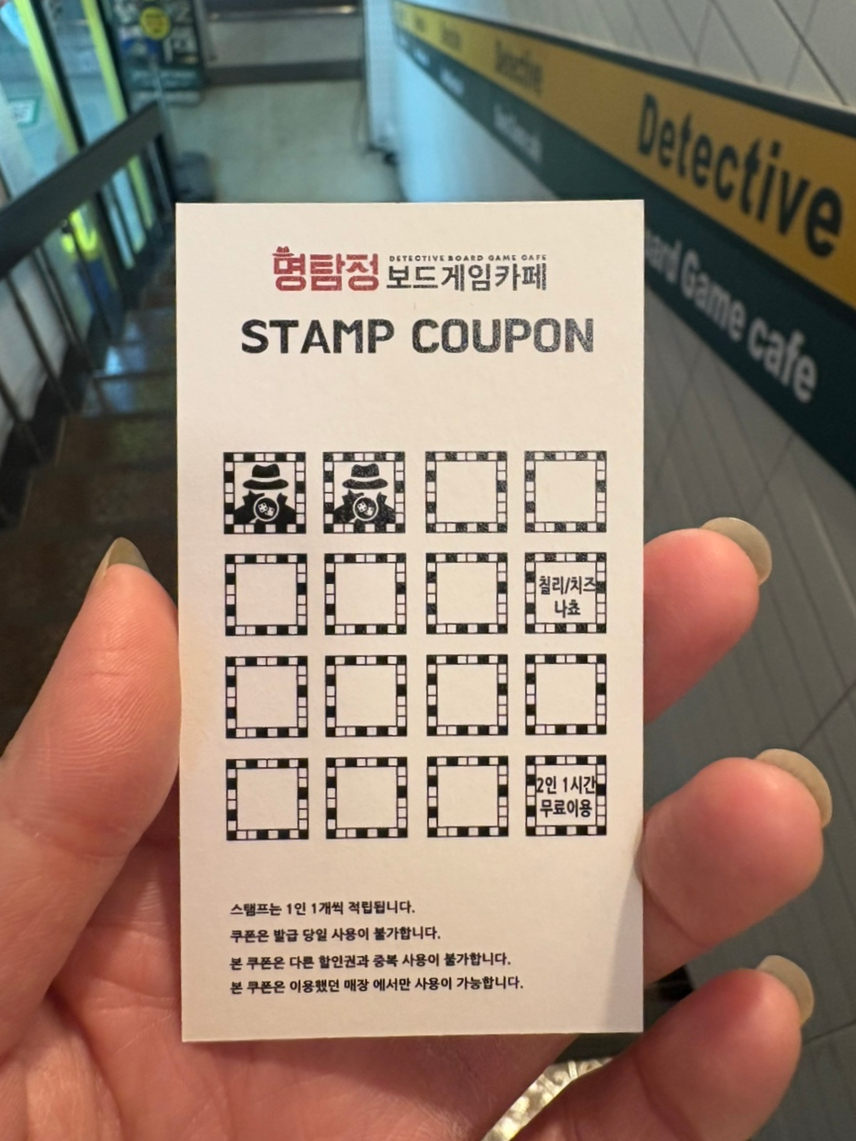 Detective
Detective
Board Game cafe
명탐정 DETECTIVE BOARD GAME CAFE 보드게임카페
STAMP COUPON
칠리/치즈
나쵸
2인 1시간
무료이용
스탬프는 1인 1개씩 적립됩니다.
쿠폰은 발급 당일 사용이 불가합니다.
본 쿠폰은 다른 할인권과 중복 사용이 불가합니다.
본 쿠폰은 이용했던 매장 에서만 사용이 가능합니다.